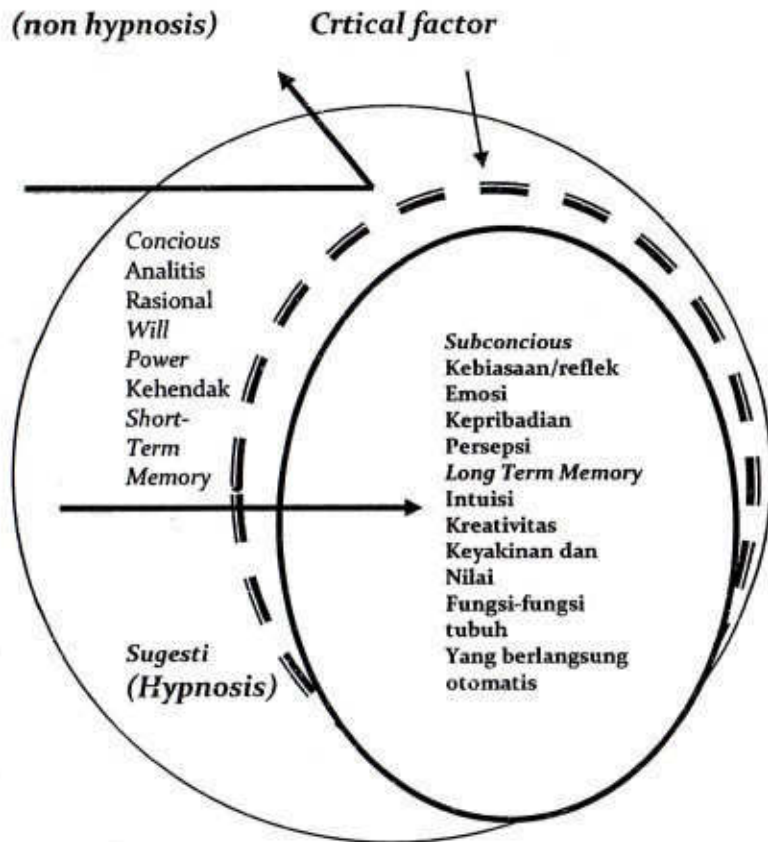 (non hypnosis)
Crtical factor
Concious
Analitis
Rasional
Will
Power
Kehendak
Short-
Term
Memory
Subconcious
Kebiasaan/reflek
Emosi
Kepribadian
Persepsi
Long Term Memory
Intuisi
Kreativitas
Keyakinan dan
Nilai
Fungsi-fungsi
tubuh
Yang berlangsung
otomatis
Sugesti
(Hypnosis)